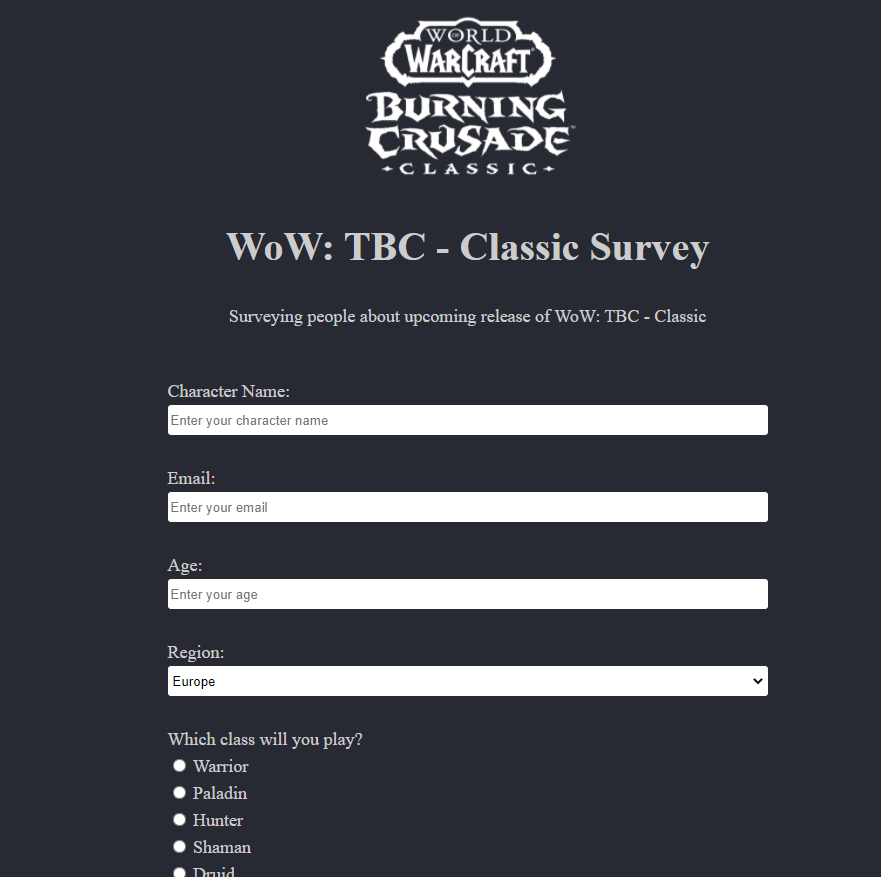 WORLD
OF
WARCRAFT
BURNING
CRUSADE™
CLASSIC
WoW: TBC - Classic Survey
Surveying people about upcoming release of WoW: TBC - Classic
Character Name:
Enter your character name
Email:
Enter your email
Age:
Enter your age
Region:
Europe
Which class will you play?
Warrior
Paladin
Hunter
Shaman
Druid